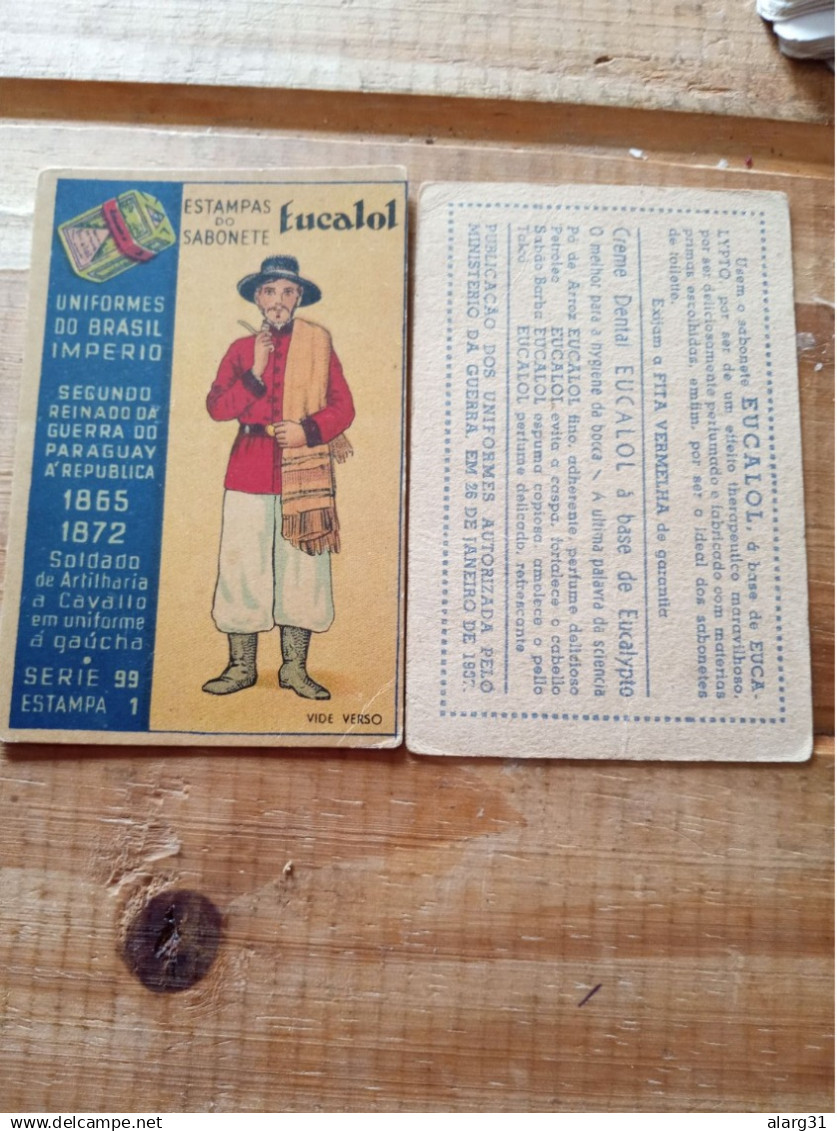 ESTAMPAS
DO
SABONETE
Eucalol
UNIFORMES
DO BRASIL
IMPERIO
SEGUNDO
REINADO DA
GUERRA DO
PARAGUAY
Á REPUBLICA
1865
1872
Soldado
de Artilharia
a Cavallo
em uniforme
á gaúcha
SERIE 99
ESTAMPA 1
VIDE VERSO
Usem o sabonete EUCALOL, á base de EUCA-
LYPTO, por ser de um effeito therapeutico maravilhoso,
por ser deliciosamente perfumado e fabricado com materias
primas escolhidas, emfim, por ser o ideal dos sabonetes
de toilette.
Exijam a FITA VERMELHA de garantia
Creme Dental EUCALOL á base de Eucalypto
O melhor para a hygiene da bocca \ Á ultima palavra da sciencia
Pó de Arroz EUCALOL fino, adherente, perfume delicioso
Petroleo EUCALOL evita a caspa, fortalece o cabello
Sabão Barba EUCALOL espuma copiosa, amolece o pello
Talco EUCALOL perfume delicado, refrescante
PUBLICAÇÃO DOS UNIFORMES AUTORIZADA PELO
MINISTERIO DA GUERRA, EM 26 DE JANEIRO DE 1937.
alarg31